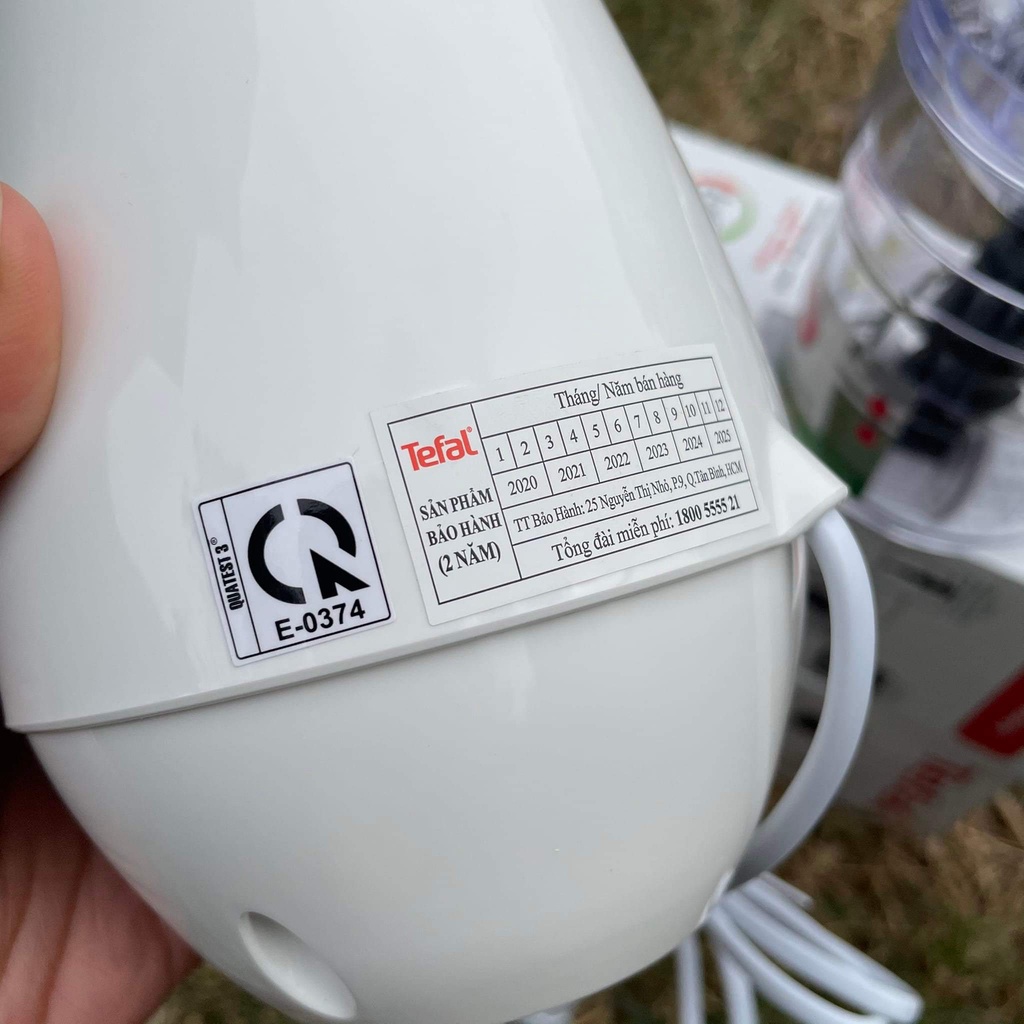 QUATEST 3®
E-0374
Tefal®
SẢN PHẨM
BẢO HÀNH
(2 NĂM)
Tháng/ Năm bán hàng
1 2 3 4 5 6 7 8 9 10 11 12
2020 2021 2022 2023 2024 2025
TT Bảo Hành: 25 Nguyễn Thị Nhỏ, P.9, Q.Tân Bình, HCM
Tổng đài miễn phí: 1800 5555 21